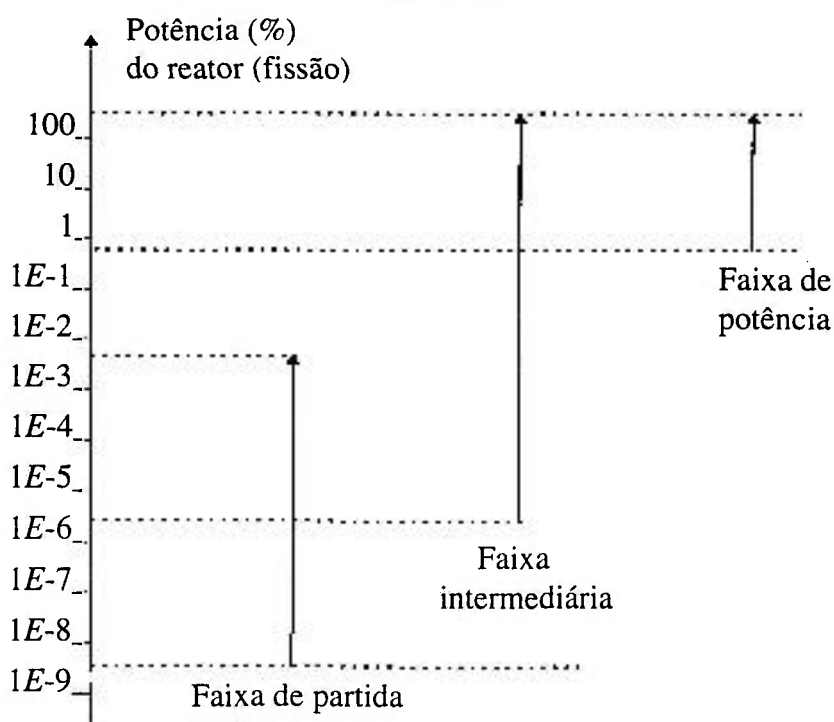 Potência (%)
do reator (fissão)
100
10
1
1E-1
1E-2
1E-3
1E-4
1E-5
1E-6
1E-7
1E-8
1E-9
Faixa de
potência
Faixa
intermediária
Faixa de partida